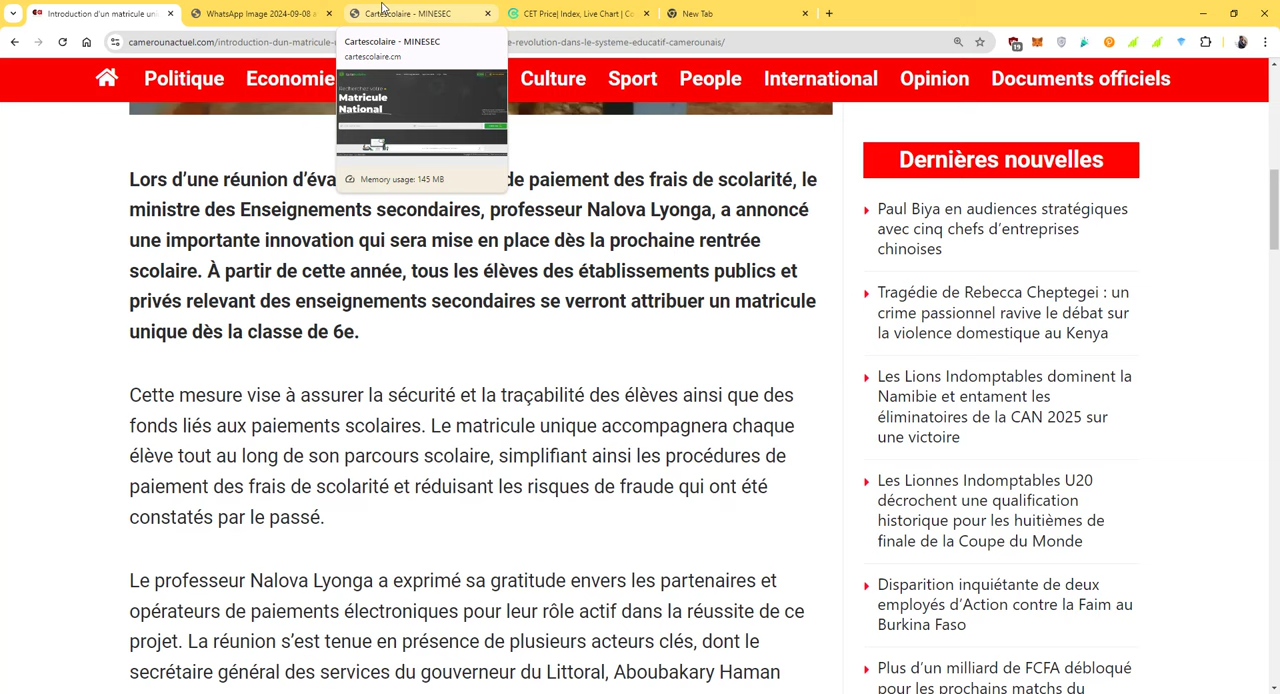 Introduction d'un matricule uni
WhatsApp Image 2024-09-08 a
Cartescolaire - MINESEC
CET Price| Index, Live Chart | Co
New Tab
camerounactuel.com/introduction-dun-matricule-
e-revolution-dans-le-systeme-educatif-camerounais/
19
Cartescolaire - MINESEC
cartescolaire.cm
Matricule
National
Memory usage: 145 MB
Politique
Economie
Culture
Sport
People
International
Opinion
Documents officiels
Lors d'une réunion d'éva
de paiement des frais de scolarité, le
ministre des Enseignements secondaires, professeur Nalova Lyonga, a annoncé
une importante innovation qui sera mise en place dès la prochaine rentrée
scolaire. À partir de cette année, tous les élèves des établissements publics et
privés relevant des enseignements secondaires se verront attribuer un matricule
unique dès la classe de 6e.
Cette mesure vise à assurer la sécurité et la traçabilité des élèves ainsi que des
fonds liés aux paiements scolaires. Le matricule unique accompagnera chaque
élève tout au long de son parcours scolaire, simplifiant ainsi les procédures de
paiement des frais de scolarité et réduisant les risques de fraude qui ont été
constatés par le passé.
Le professeur Nalova Lyonga a exprimé sa gratitude envers les partenaires et
opérateurs de paiements électroniques pour leur rôle actif dans la réussite de ce
projet. La réunion s'est tenue en présence de plusieurs acteurs clés, dont le
secrétaire général des services du gouverneur du Littoral, Aboubakary Haman
Dernières nouvelles
Paul Biya en audiences stratégiques
avec cinq chefs d'entreprises
chinoises
Tragédie de Rebecca Cheptegei : un
crime passionnel ravive le débat sur
la violence domestique au Kenya
Les Lions Indomptables dominent la
Namibie et entament les
éliminatoires de la CAN 2025 sur
une victoire
Les Lionnes Indomptables U20
décrochent une qualification
historique pour les huitièmes de
finale de la Coupe du Monde
Disparition inquiétante de deux
employés d'Action contre la Faim au
Burkina Faso
Plus d'un milliard de FCFA débloqué
pour les prochains matchs du